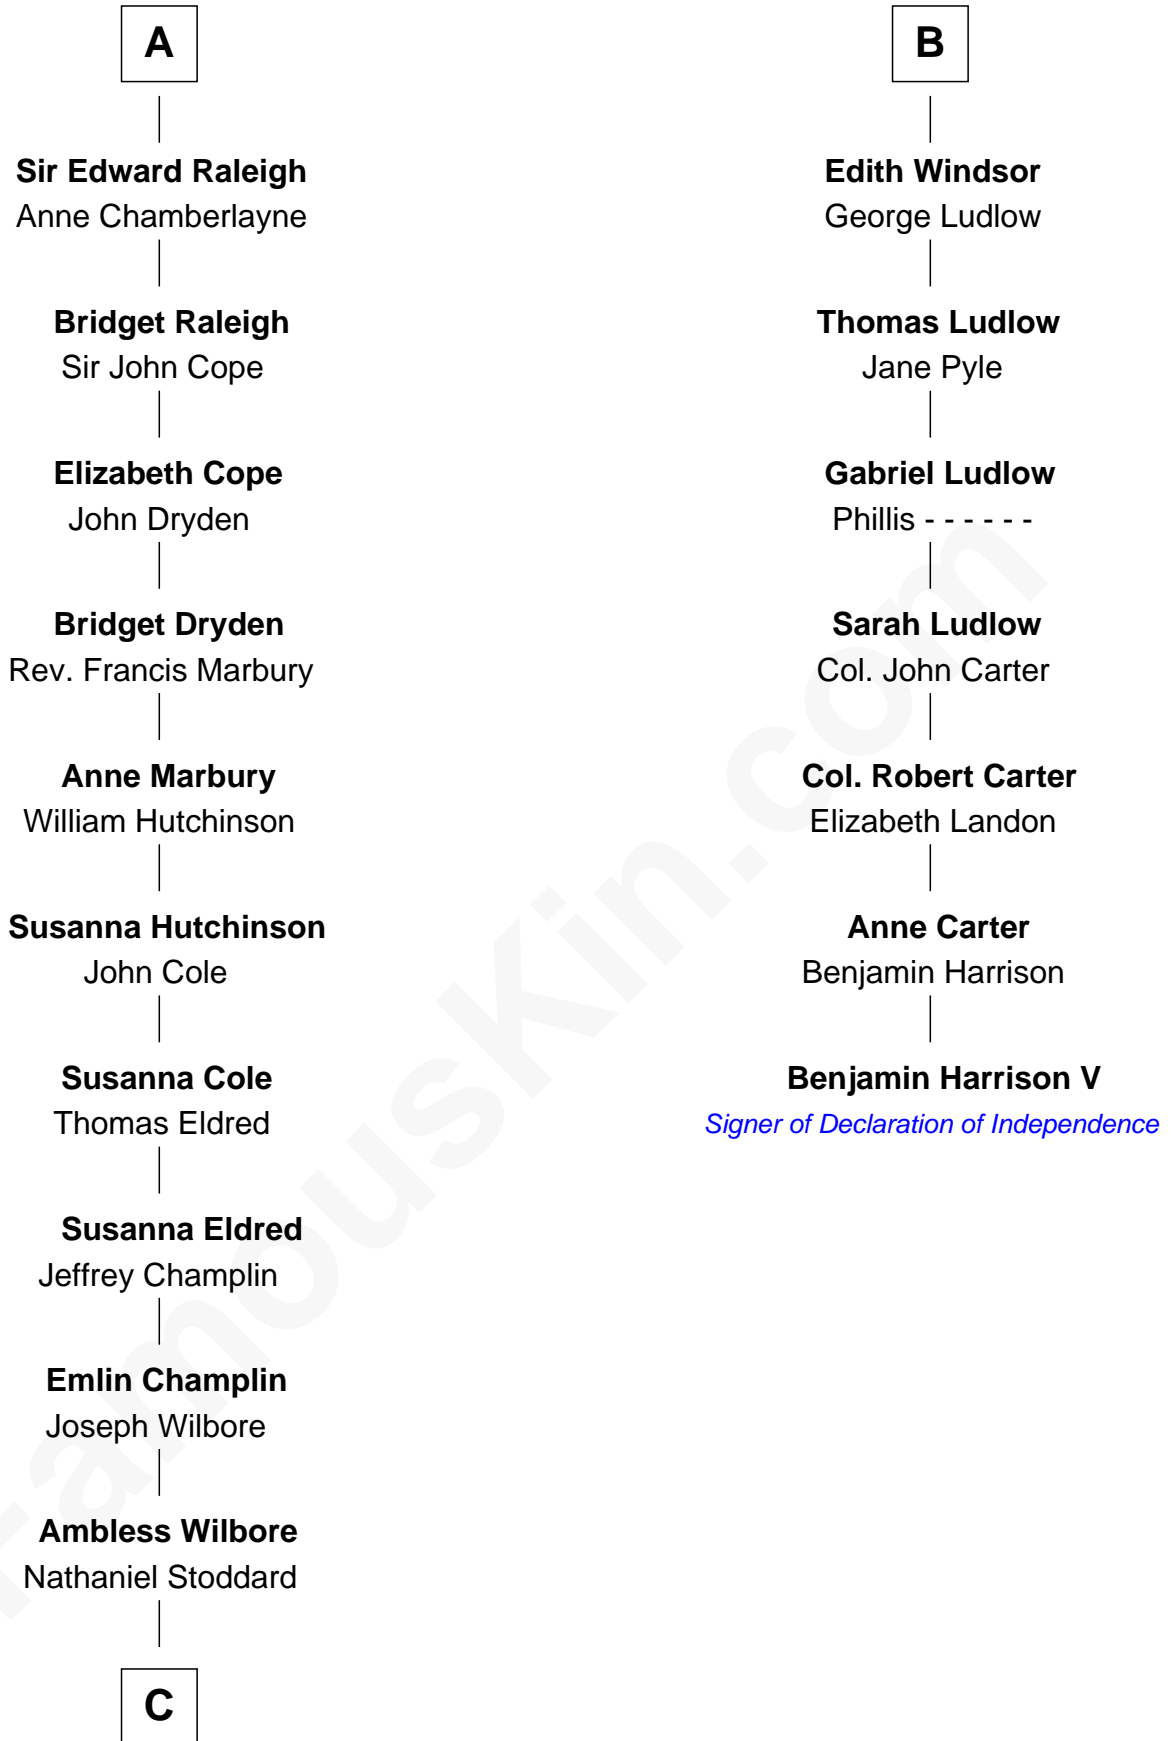 A
Sir Edward Raleigh
Anne Chamberlayne
Bridget Raleigh
Sir John Cope
Elizabeth Cope
John Dryden
Bridget Dryden
Rev. Francis Marbury
Anne Marbury
William Hutchinson
Susanna Hutchinson
John Cole
Susanna Cole
Thomas Eldred
Susanna Eldred
Jeffrey Champlin
Emlin Champlin
Joseph Wilbore
Ambless Wilbore
Nathaniel Stoddard
C
B
Edith Windsor
George Ludlow
Thomas Ludlow
Jane Pyle
Gabriel Ludlow
Phillis - - - - - -
Sarah Ludlow
Col. John Carter
Col. Robert Carter
Elizabeth Landon
Anne Carter
Benjamin Harrison
Benjamin Harrison V
Signer of Declaration of Independence
FamousKin.com